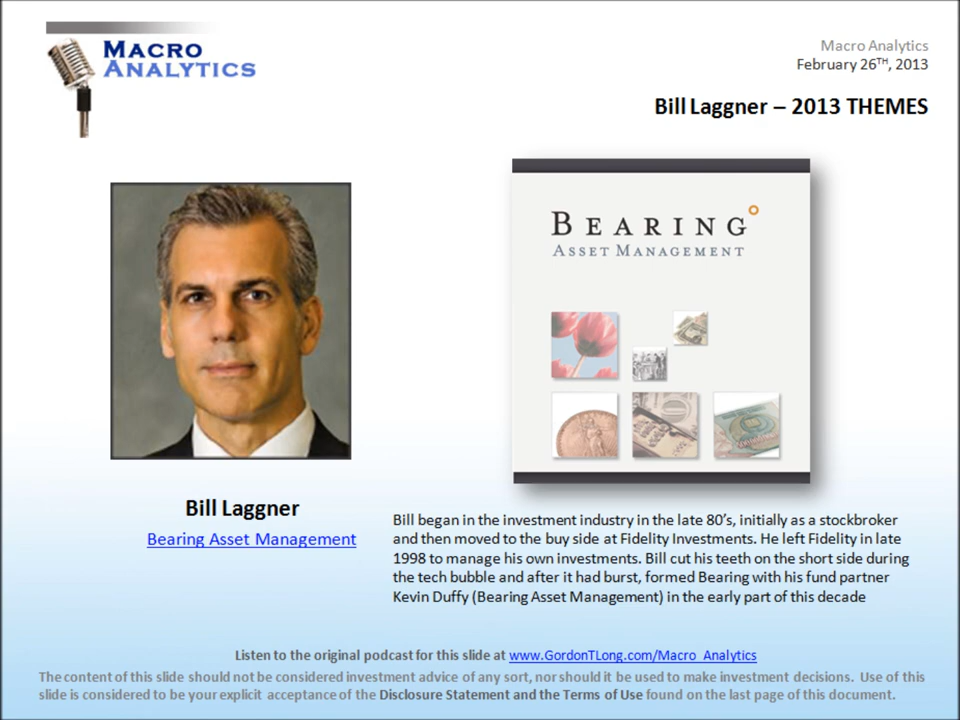 MACRO
ANALYTICS
Macro Analytics
February 26TH, 2013
Bill Laggner – 2013 THEMES
BEARING
ASSET MANAGEMENT
Bill Laggner
Bearing Asset Management
Bill began in the investment industry in the late 80’s, initially as a stockbroker
and then moved to the buy side at Fidelity Investments. He left Fidelity in late
1998 to manage his own investments. Bill cut his teeth on the short side during
the tech bubble and after it had burst, formed Bearing with his fund partner
Kevin Duffy (Bearing Asset Management) in the early part of this decade
Listen to the original podcast for this slide at www.GordonTLong.com/Macro_Analytics
The content of this slide should not be considered investment advice of any sort, nor should it be used to make investment decisions. Use of this
slide is considered to be your explicit acceptance of the Disclosure Statement and the Terms of Use found on the last page of this document.